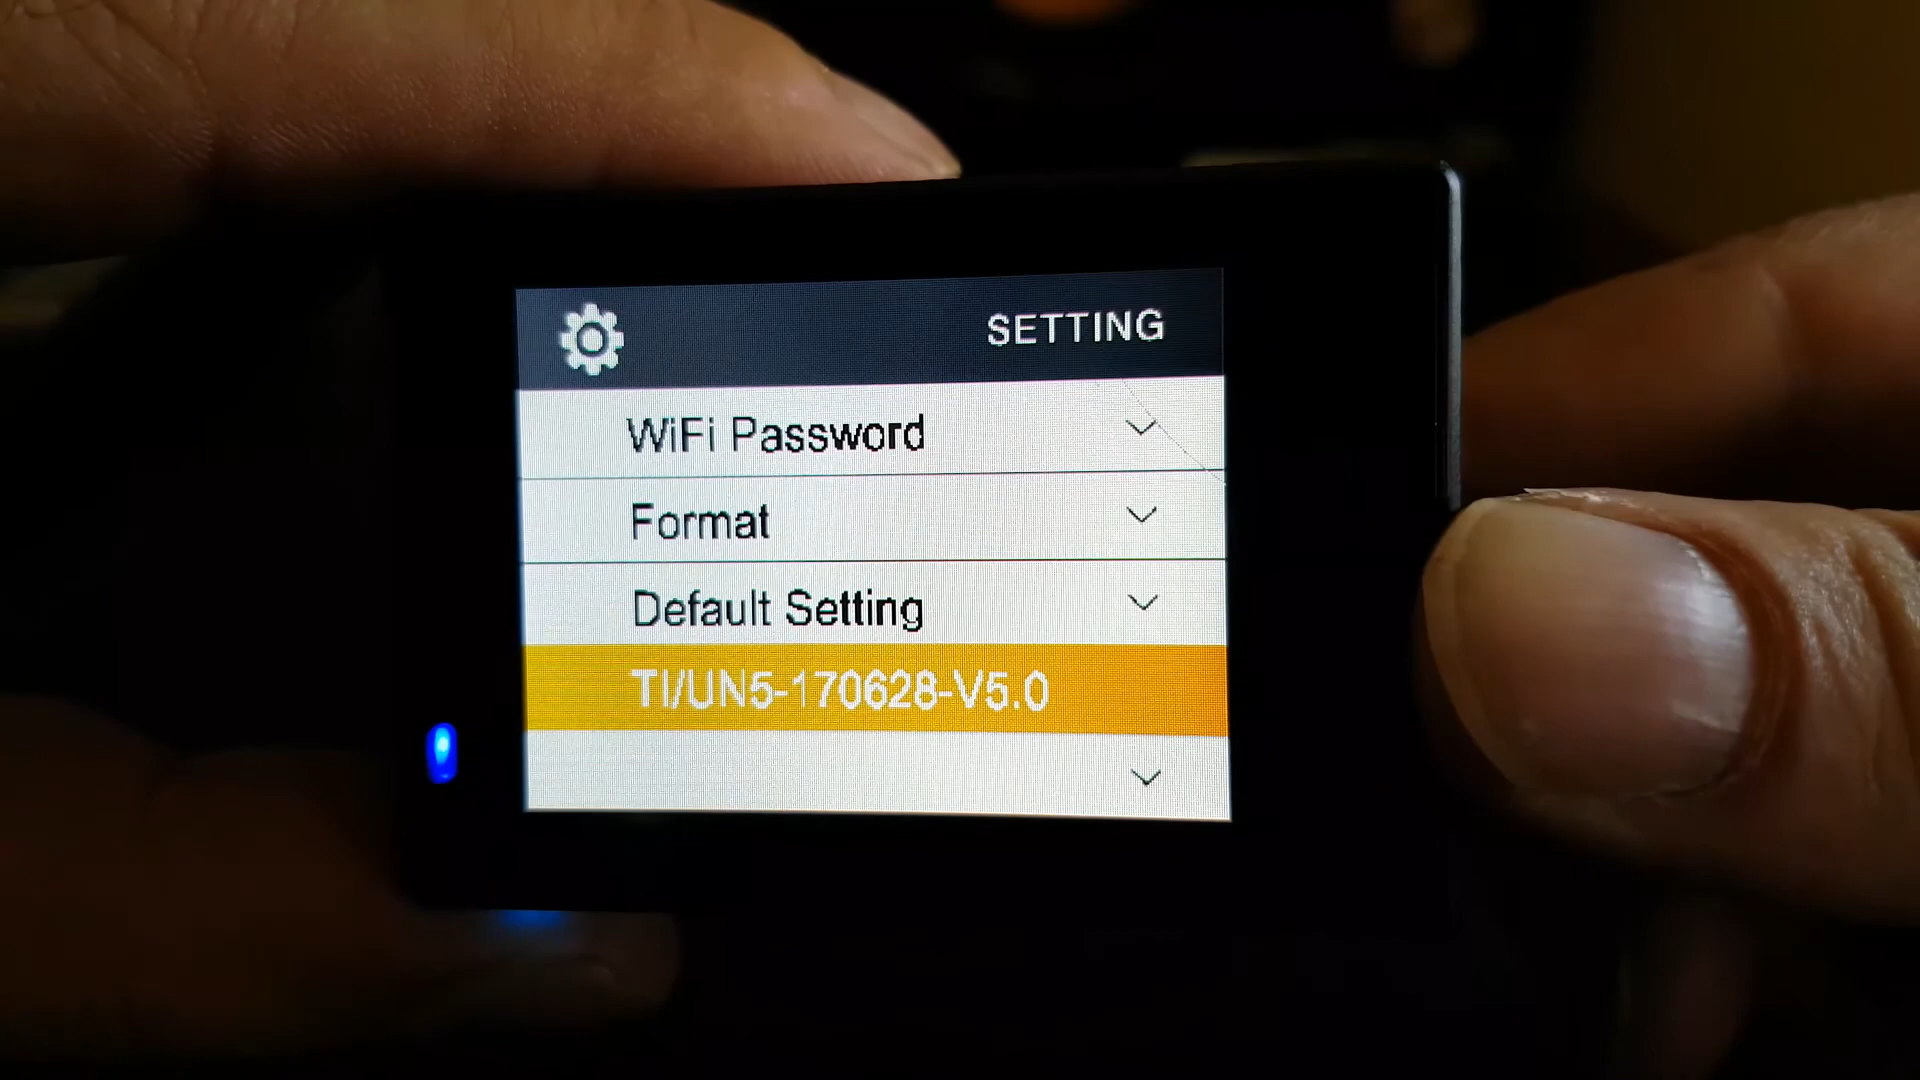 SETTING
WiFi Password
Format
Default Setting
TI/UN5-170628-V5.0